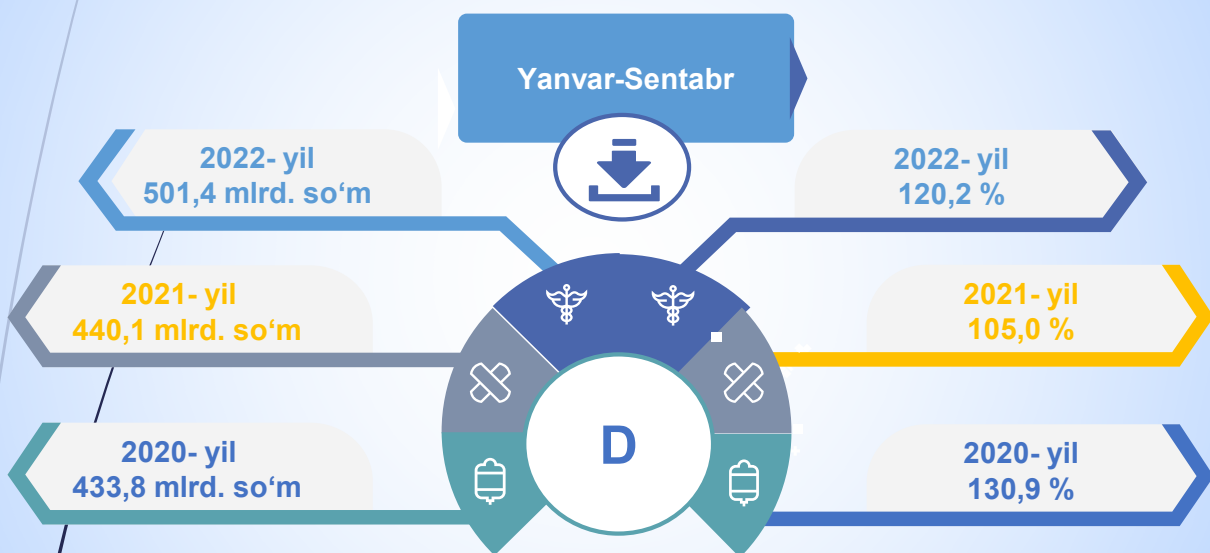 Yanvar-Sentabr
2022- yil
501,4 mlrd. so‘m
2022- yil
120,2 %
2021- yil
440,1 mlrd. so‘m
2021- yil
105,0 %
D
2020- yil
433,8 mlrd. so‘m
2020- yil
130,9 %